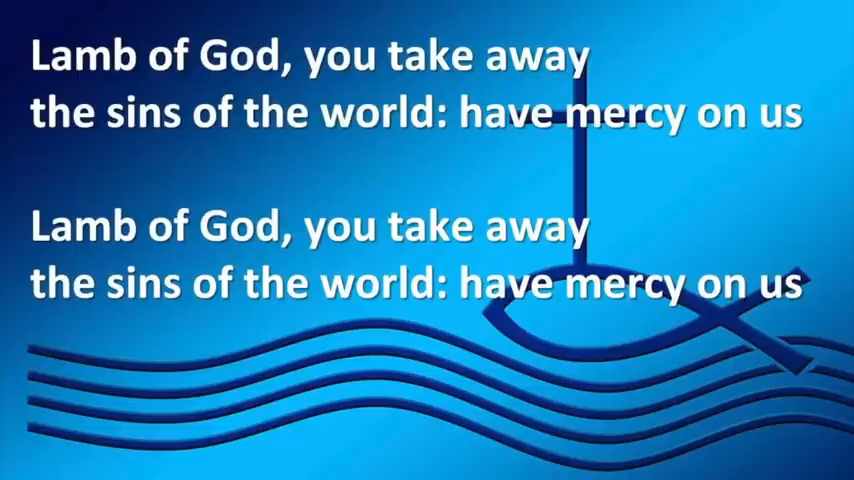 Lamb of God, you take away
the sins of the world: have mercy on us
Lamb of God, you take away
the sins of the world: have mercy on us